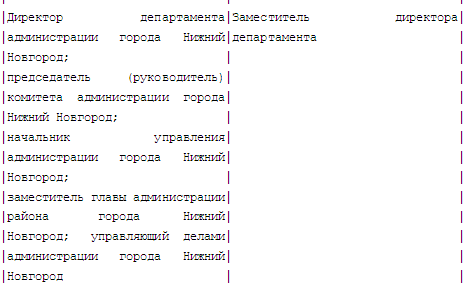 Директор департамента Заместитель директора
администрации города Нижний департамента
Новгород;
председатель (руководитель)
комитета администрации города
Нижний Новгород;
начальник управления
администрации города Нижний
Новгород;
заместитель главы администрации
района города Нижний
Новгород; управляющий делами
администрации города Нижний
Новгород